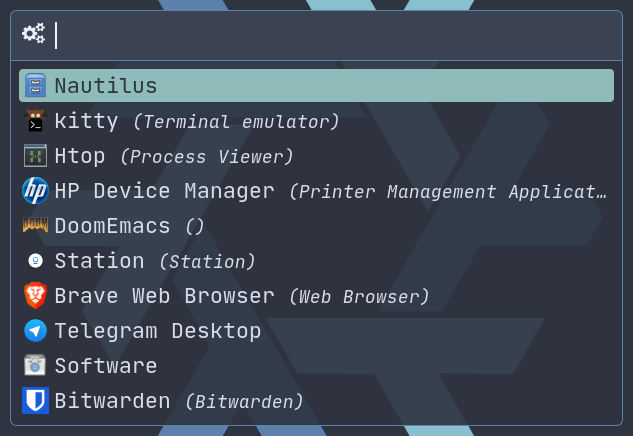 Nautilus
kitty (Terminal emulator)
Htop (Process Viewer)
HP Device Manager (Printer Management Applicat…
DoomEmacs ()
Station (Station)
Brave Web Browser (Web Browser)
Telegram Desktop
Software
Bitwarden (Bitwarden)